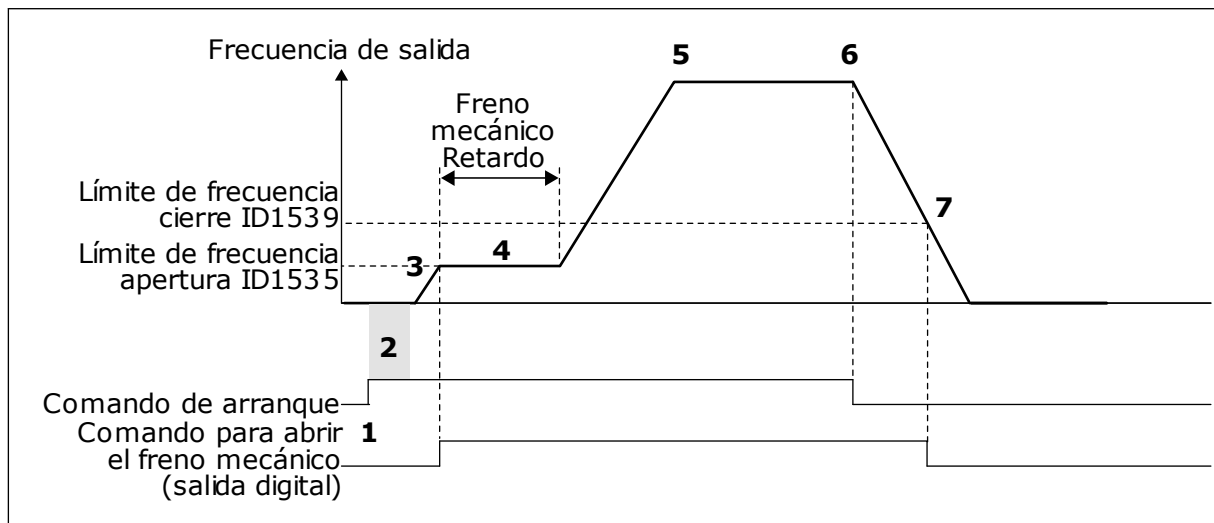 Frecuencia de salida
5
6
Freno
mecánico
Retardo
Límite de frecuencia
cierre ID1539
7
Límite de frecuencia
apertura ID1535
3
4
2
Comando de arranque
Comando para abrir
1
el freno mecánico
(salida digital)